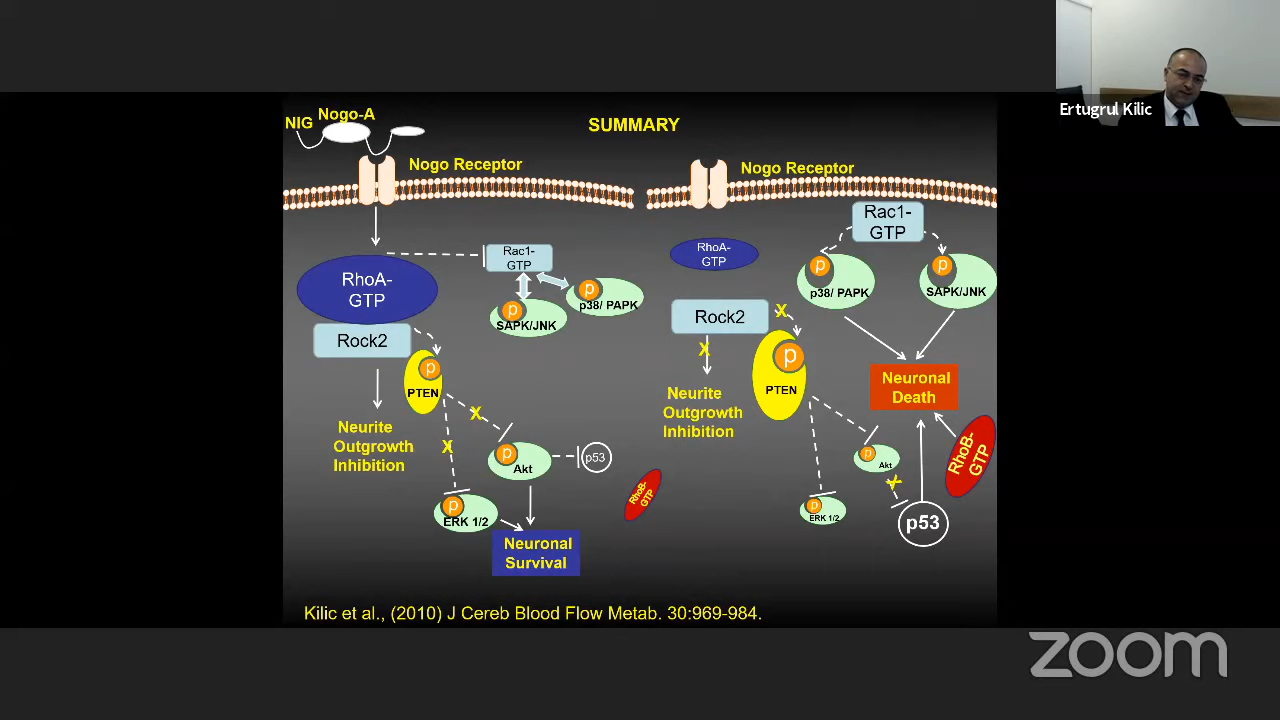 Ertugrul Kilic
SUMMARY
NIG
Nogo-A
Nogo Receptor
RhoA-
GTP
Rock2
Rac1-
GTP
p
SAPK/JNK
p
p38/ PAPK
p
PTEN
X
X
Neurite
Outgrowth
Inhibition
p
Akt
p53
p
ERK 1/2
Neuronal
Survival
RhoB-
GTP
Nogo Receptor
Rac1-
GTP
RhoA-
GTP
p
p38/ PAPK
p
SAPK/JNK
Rock2
X
X
p
PTEN
Neurite
Outgrowth
Inhibition
Neuronal
Death
RhoB-
GTP
p
Akt
X
p
ERK 1/2
p53
Kilic et al., (2010) J Cereb Blood Flow Metab. 30:969-984.
zoom